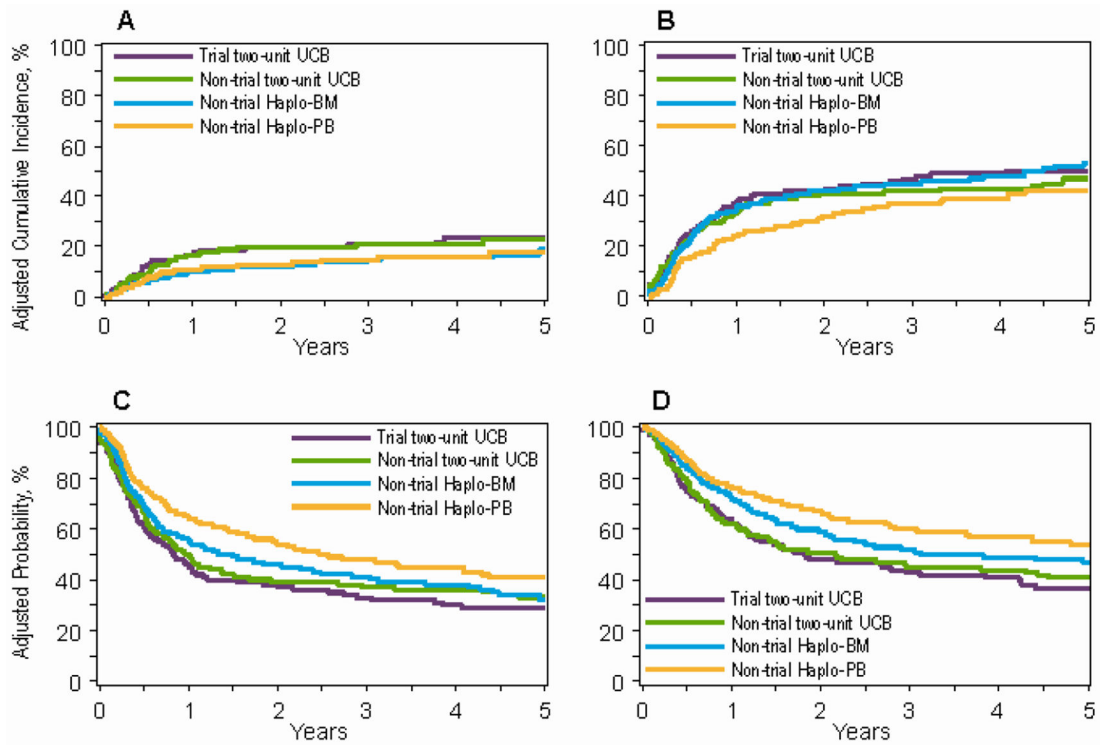 A
Adjusted Cumulative Incidence, %
100
80
60
40
20
0
Trial two-unit UCB
Non-trial two-unit UCB
Non-trial Haplo-BM
Non-trial Haplo-PB
0 1 2 3 4 5
Years
B
100
80
60
40
20
0
Trial two-unit UCB
Non-trial two-unit UCB
Non-trial Haplo-BM
Non-trial Haplo-PB
0 1 2 3 4 5
Years
C
Adjusted Probability, %
100
80
60
40
20
0
Trial two-unit UCB
Non-trial two-unit UCB
Non-trial Haplo-BM
Non-trial Haplo-PB
0 1 2 3 4 5
Years
D
100
80
60
40
20
0
Trial two-unit UCB
Non-trial two-unit UCB
Non-trial Haplo-BM
Non-trial Haplo-PB
0 1 2 3 4 5
Years